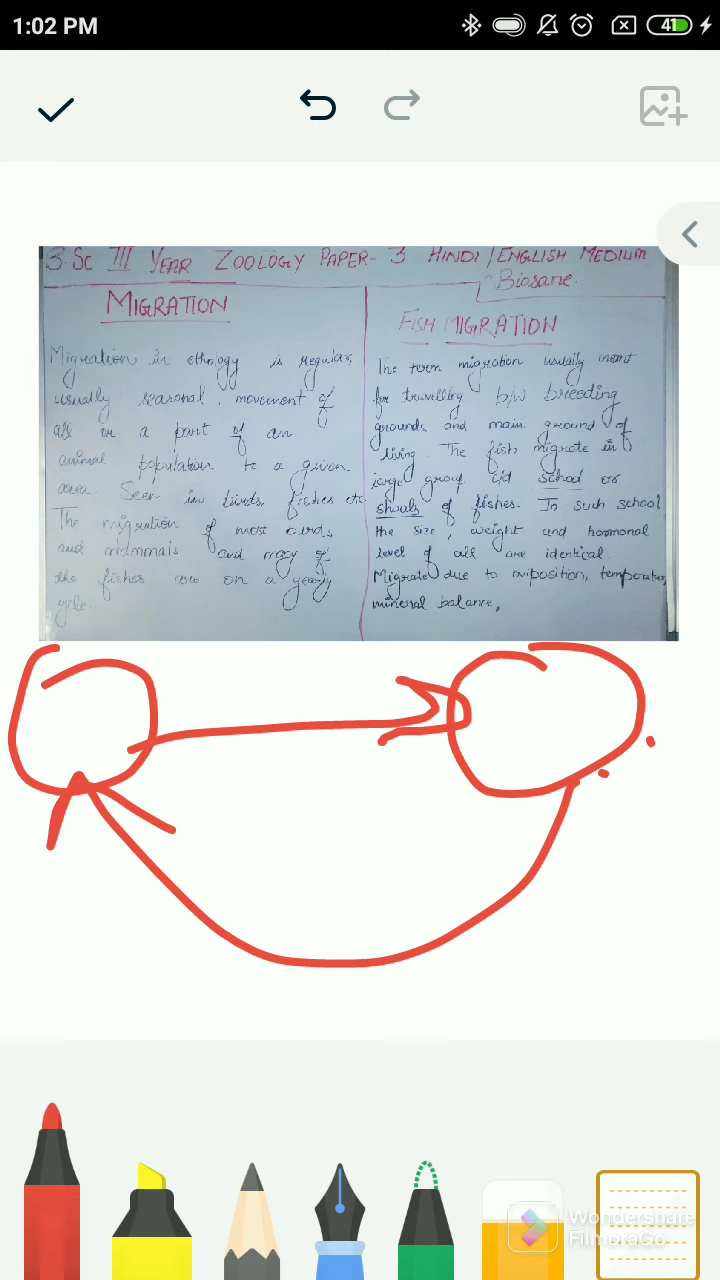 1:02 PM
41
B.Sc III YEAR ZOOLOGY PAPER- 3 HINDI/ENGLISH MEDIUM
Biosane.
MIGRATION
Migration in ethology is regular,
usually seasonal, movement of
all or a part of an
animal population to a given
area. Seen in birds, fishes etc.
The migration of most birds
and mammals and many of
the fishes are on a yearly
cycle.
FISH MIGRATION
The term migration usually ment
for travelling b/w breeding
grounds and main ground of
living. The fish migrate in
large group school or
shoals of fishes. In such school
the size, weight and hormonal
level of all are identical.
Migrate due to oviposition, temperature,
mineral balance,
Wondershare
FilmoraGo